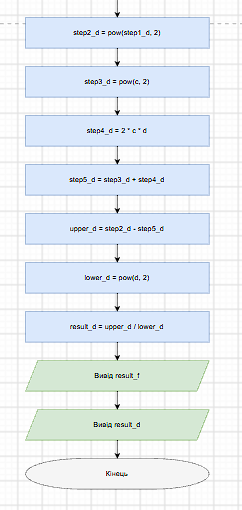 step2_d = pow(step1_d, 2)
step3_d = pow(c, 2)
step4_d = 2 * c * d
step5_d = step3_d + step4_d
upper_d = step2_d - step5_d
lower_d = pow(d, 2)
result_d = upper_d / lower_d
Вивід result_f
Вивід result_d
Кінець